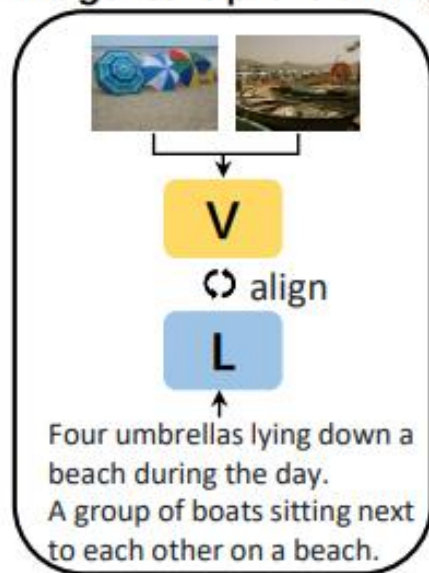 V
align
L
Four umbrellas lying down a
beach during the day.
A group of boats sitting next
to each other on a beach.